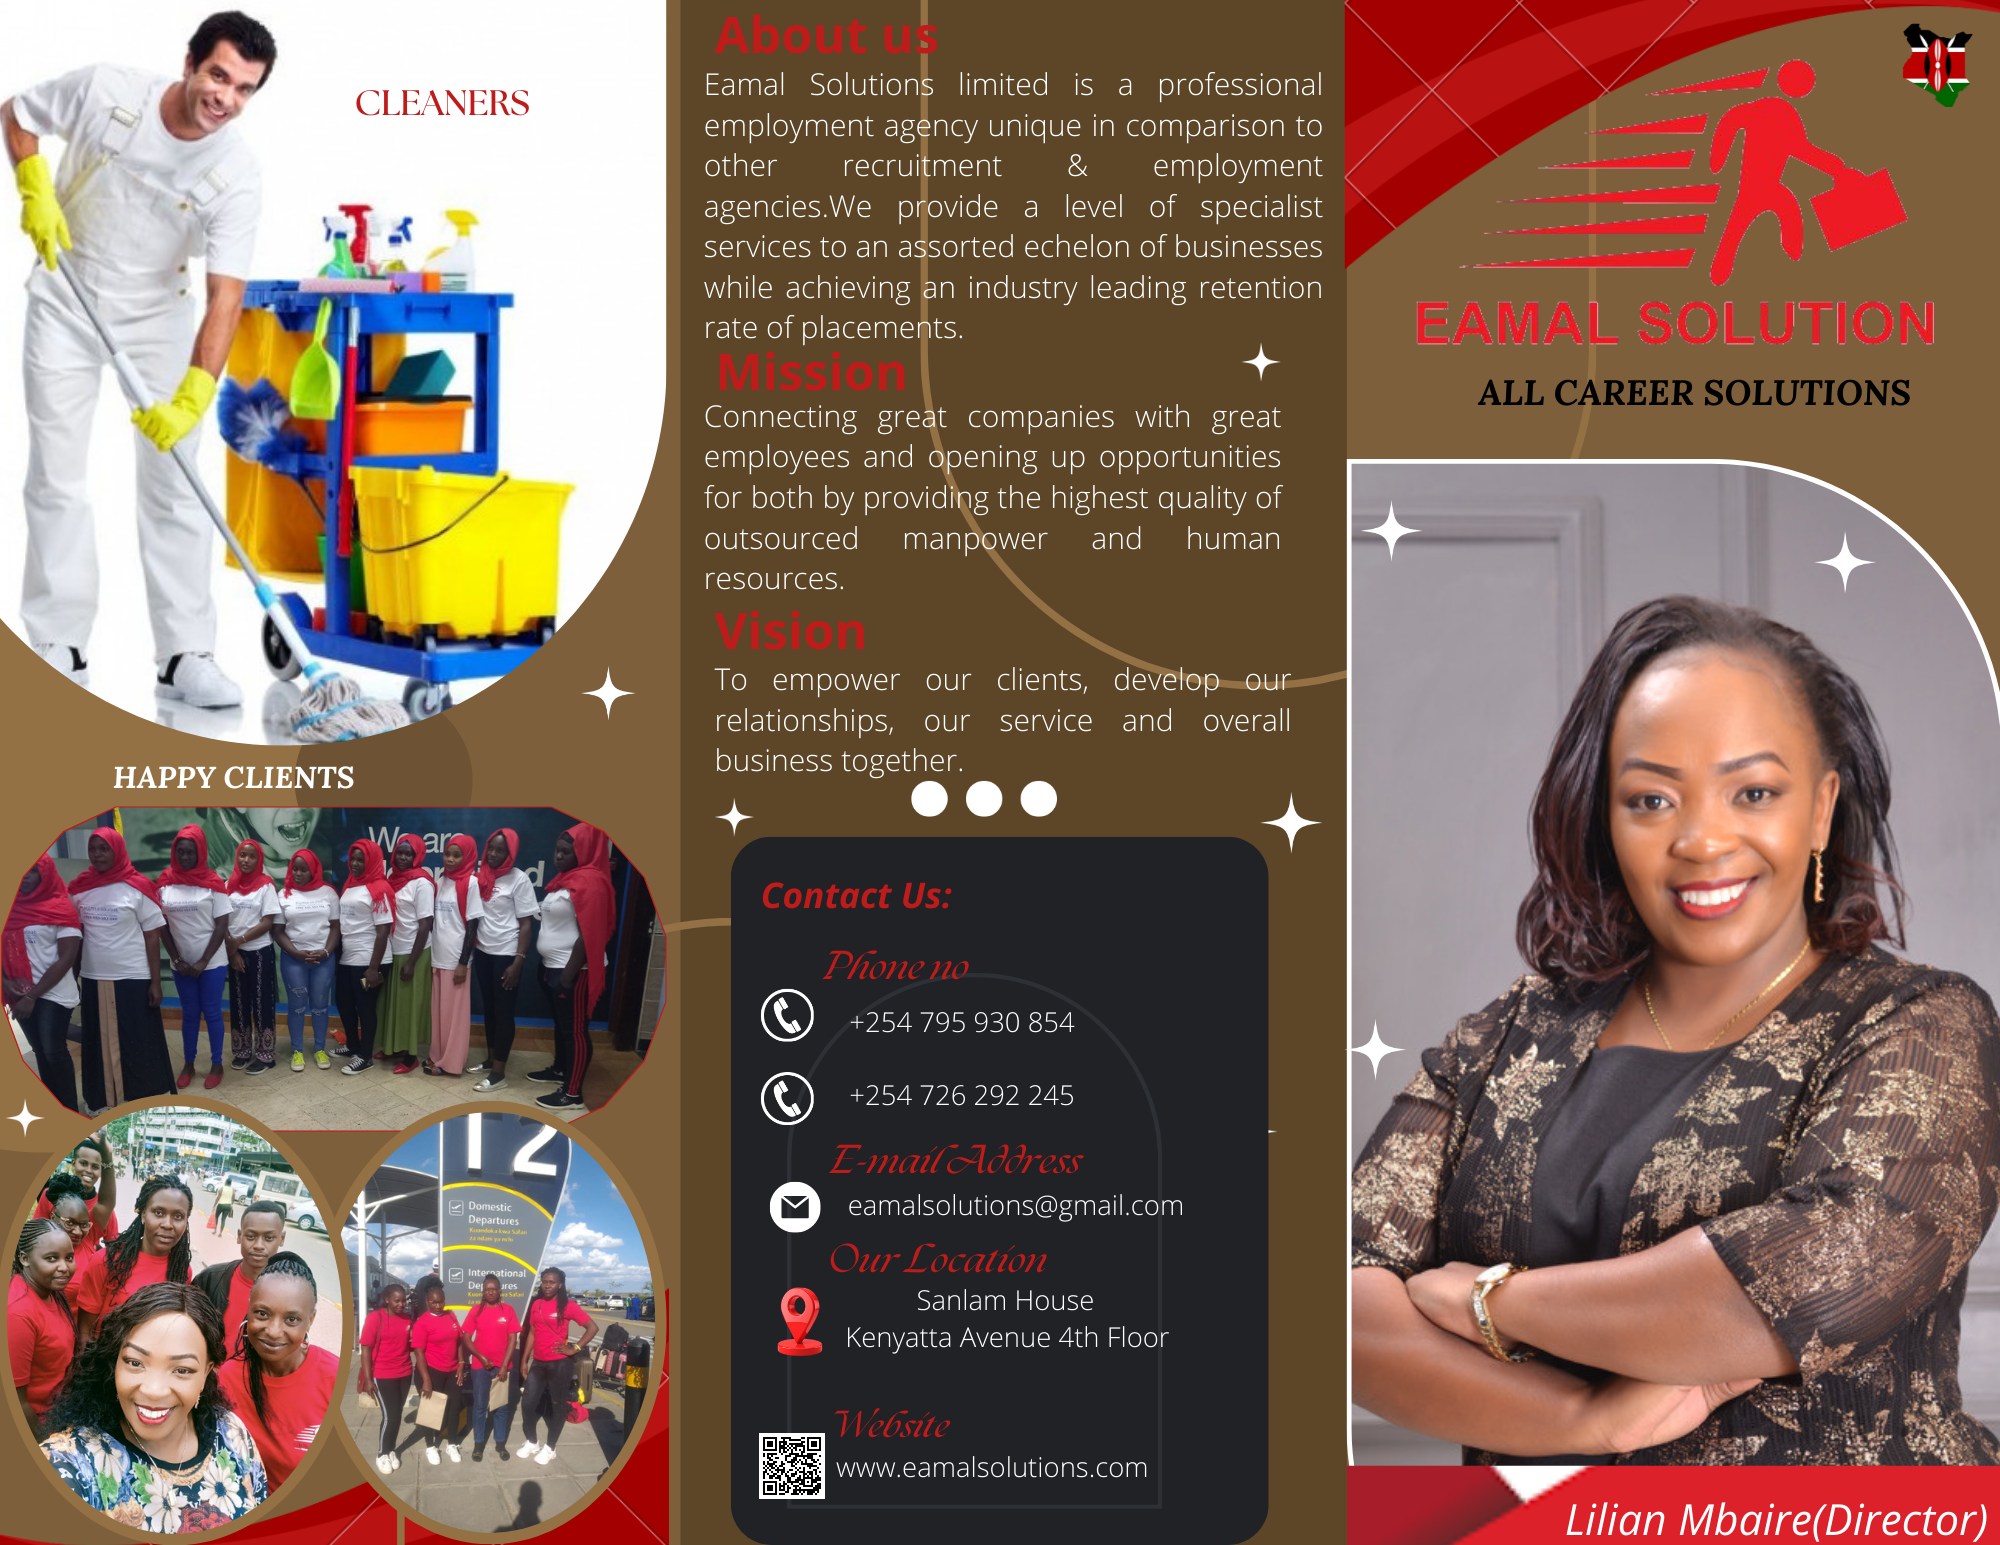 CLEANERS
HAPPY CLIENTS
We are
T2
Domestic
Departures
International
Departures
About us
Eamal Solutions limited is a professional
employment agency unique in comparison to
other recruitment & employment
agencies.We provide a level of specialist
services to an assorted echelon of businesses
while achieving an industry leading retention
rate of placements.
Mission
Connecting great companies with great
employees and opening up opportunities
for both by providing the highest quality of
outsourced manpower and human
resources.
Vision
To empower our clients, develop our
relationships, our service and overall
business together.
Contact Us:
Phone no
+254 795 930 854
+254 726 292 245
E-mail Address
eamalsolutions@gmail.com
Our Location
Sanlam House
Kenyatta Avenue 4th Floor
Website
www.eamalsolutions.com
EAMAL SOLUTION
ALL CAREER SOLUTIONS
Lilian Mbaire(Director)